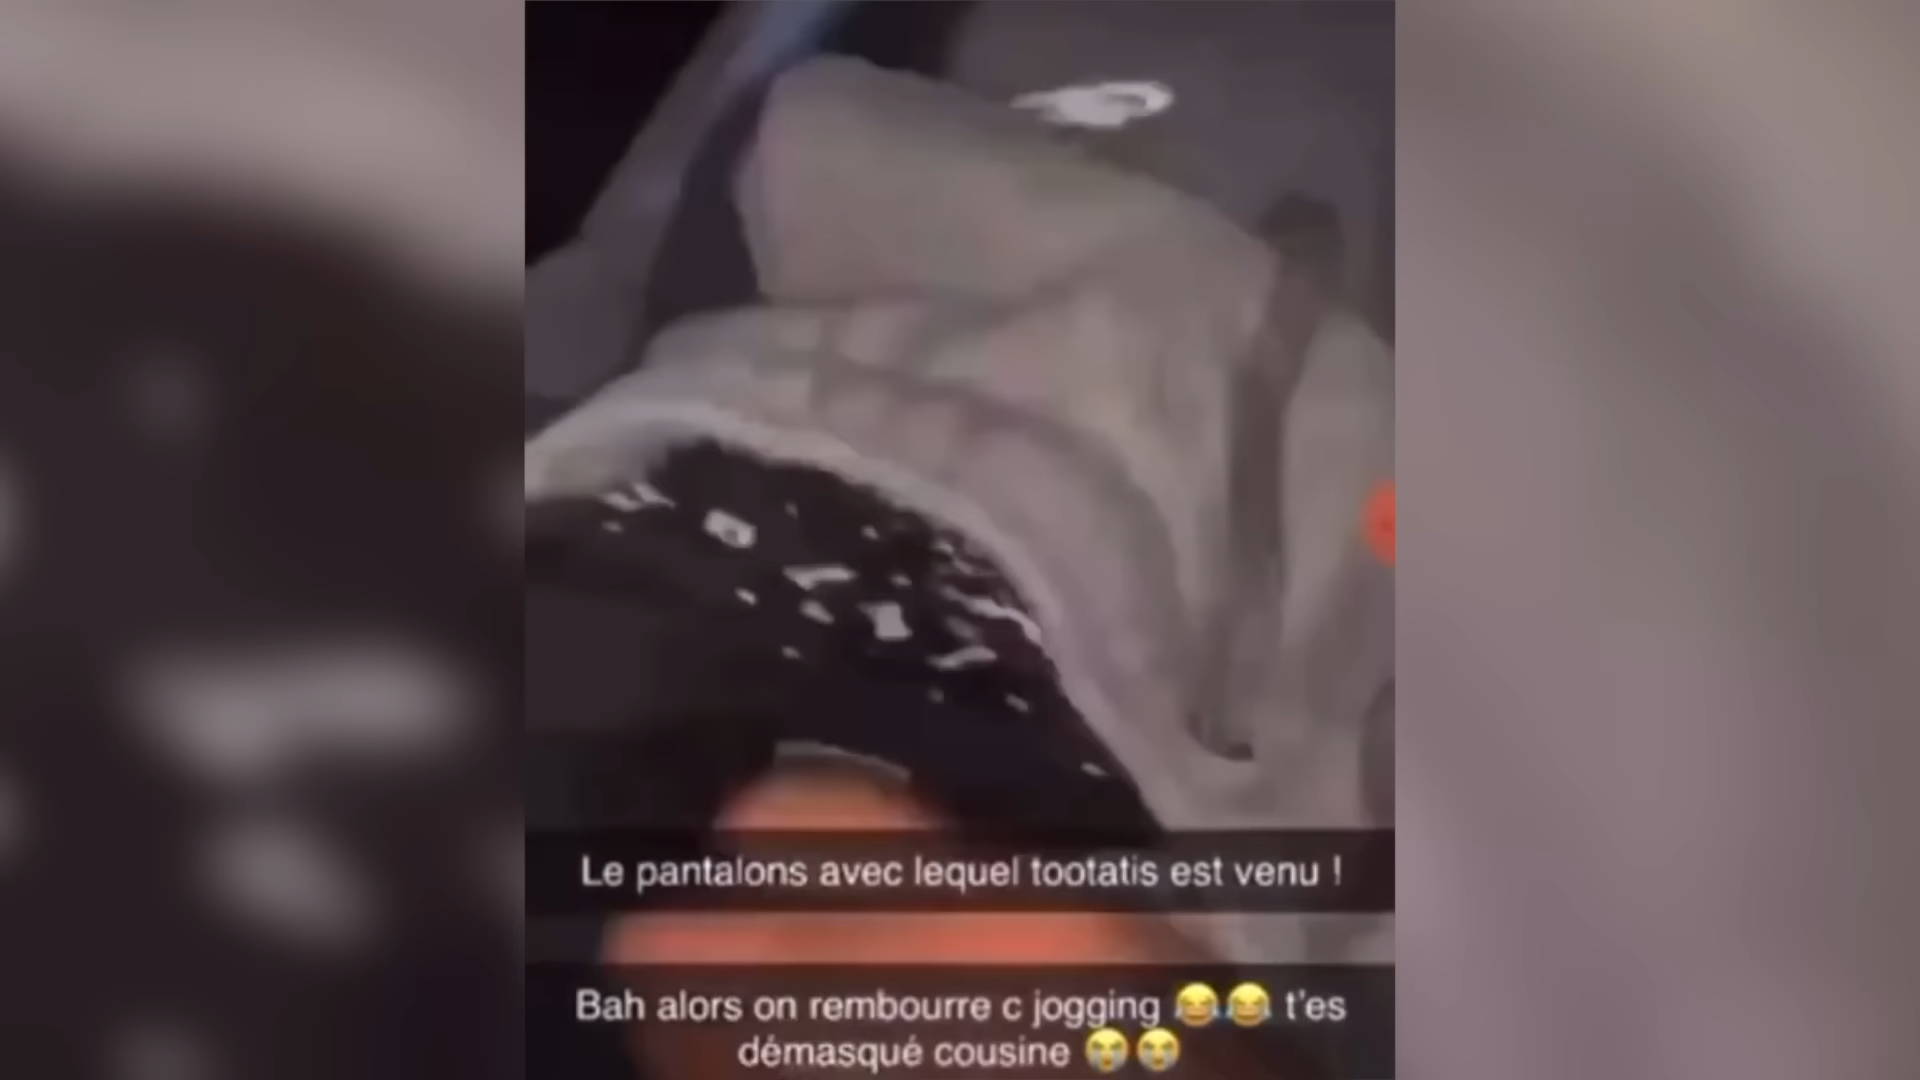 Le pantalons avec lequel tootatis est venu !
Bah alors on rembourre c jogging 😂😂 t'es
démasqué cousine 😭😭